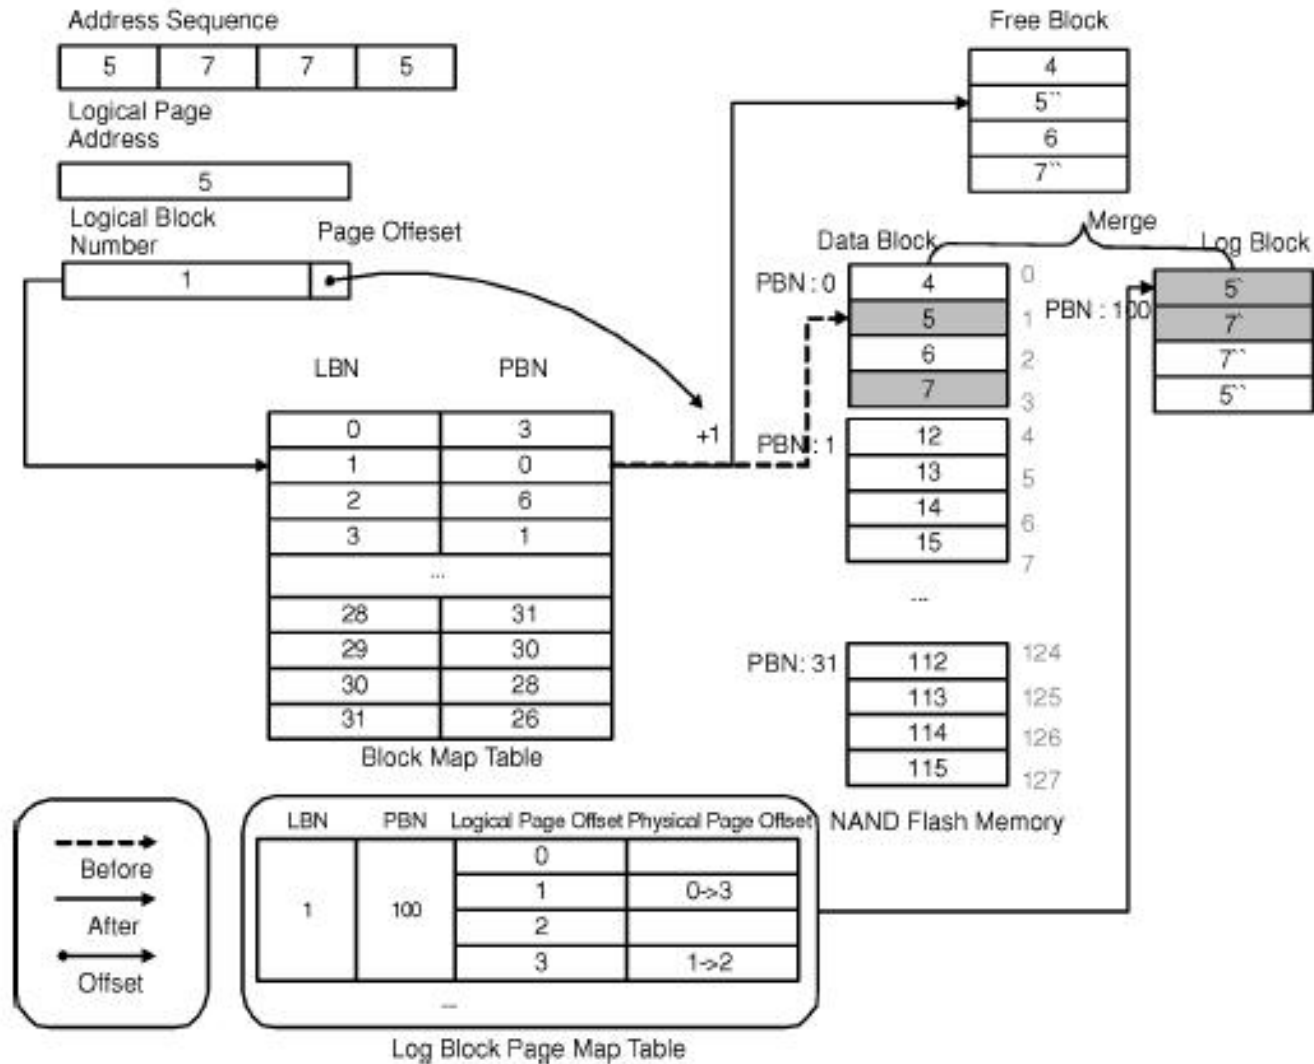 Address Sequence
5 7 7 5
Logical Page
Address
5
Logical Block
Number
Page Offeset
1
Free Block
4
5``
6
7``
Merge
Data Block
Log Block
PBN : 0
4 0
5 1
6 2
7 3
PBN : 100
5`
7`
7``
5``
+1
PBN : 1
12 4
13 5
14 6
15 7
...
PBN: 31
112 124
113 125
114 126
115 127
NAND Flash Memory
LBN PBN
0 3
1 0
2 6
3 1
...
28 31
29 30
30 28
31 26
Block Map Table
Before
After
Offset
LBN PBN Logical Page Offset Physical Page Offset
1 100
0
1 0->3
2
3 1->2
...
Log Block Page Map Table